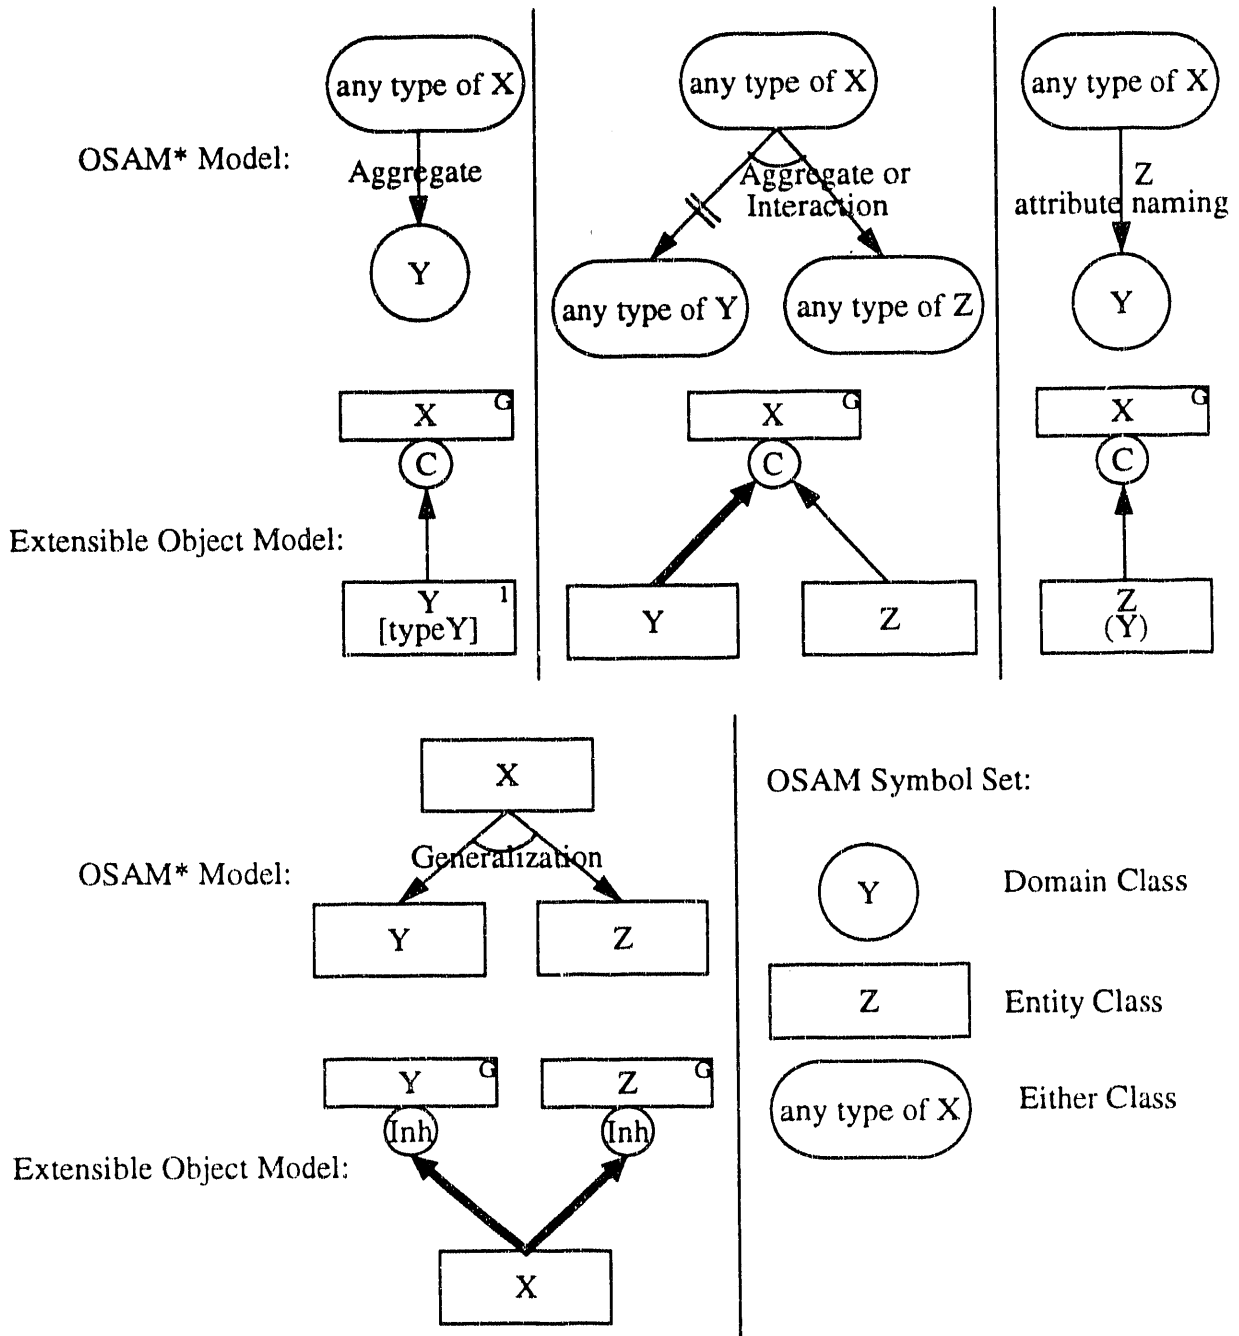 any type of X
any type of X
any type of X
OSAM* Model:
Aggregate
Aggregate or
Interaction
Z
attribute naming
Y
any type of Y
any type of Z
Y
X G
X G
X G
C
C
C
Extensible Object Model:
Y 1
[typeY]
Y
Z
Z
(Y)
X
OSAM* Model:
Generalization
Y
Z
Y G
Z G
Inh
Inh
Extensible Object Model:
X
OSAM Symbol Set:
Y
Domain Class
Z
Entity Class
any type of X
Either Class